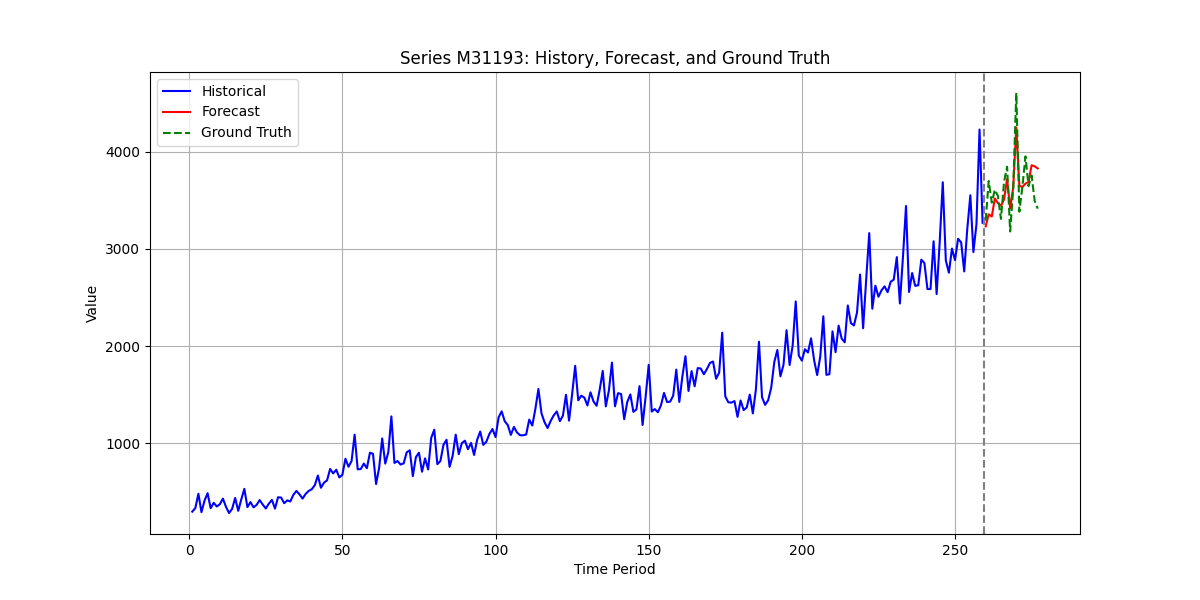 Series M31193: History, Forecast, and Ground Truth
Historical
Forecast
Ground Truth
4000
3000
2000
1000
Value
0
50
100
150
200
250
Time Period